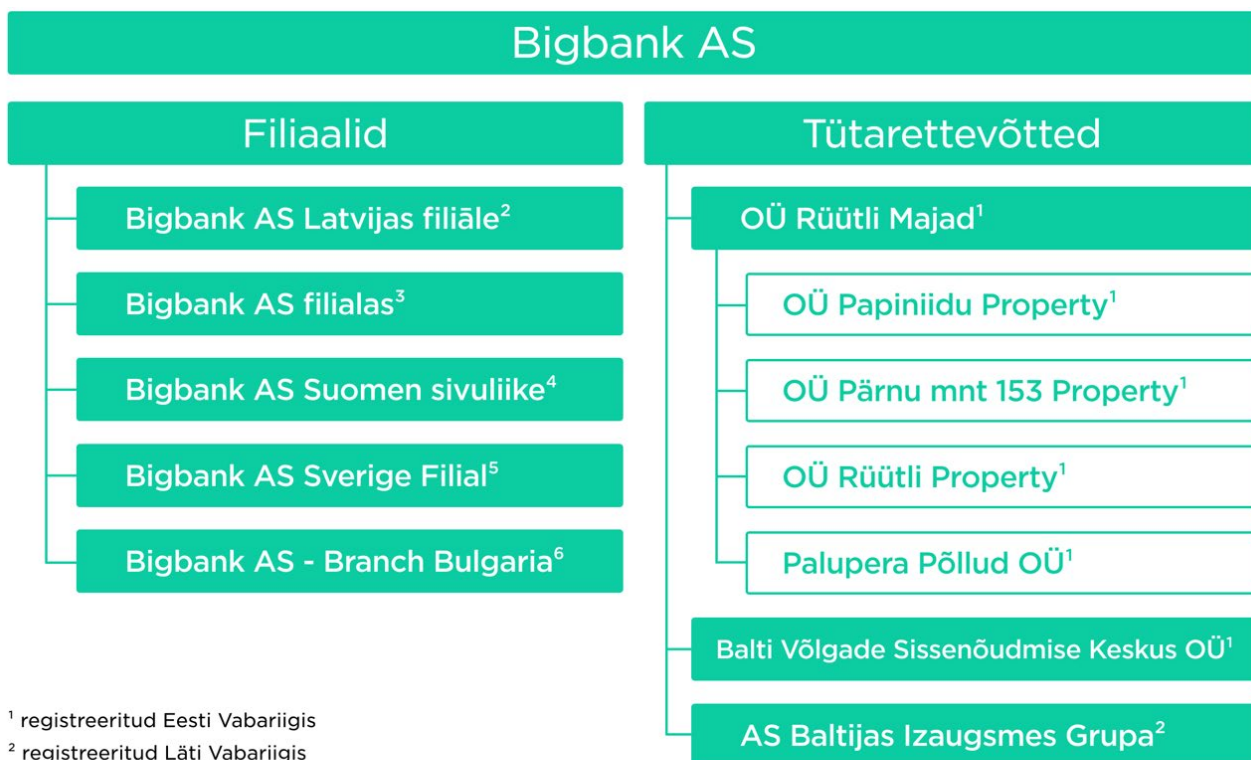 Bigbank AS
Filiaalid
Bigbank AS Latvijas filiāle²
Bigbank AS filialas³
Bigbank AS Suomen sivuliike⁴
Bigbank AS Sverige Filial⁵
Bigbank AS - Branch Bulgaria⁶
Tütarettevõtted
OÜ Rüütli Majad¹
OÜ Papiniidu Property¹
OÜ Pärnu mnt 153 Property¹
OÜ Rüütli Property¹
Palupera Põllud OÜ¹
Balti Võlgade Sissenõudmise Keskus OÜ¹
AS Baltijas Izaugsmes Grupa²
¹ registreeritud Eesti Vabariigis
² registreeritud Läti Vabariigis